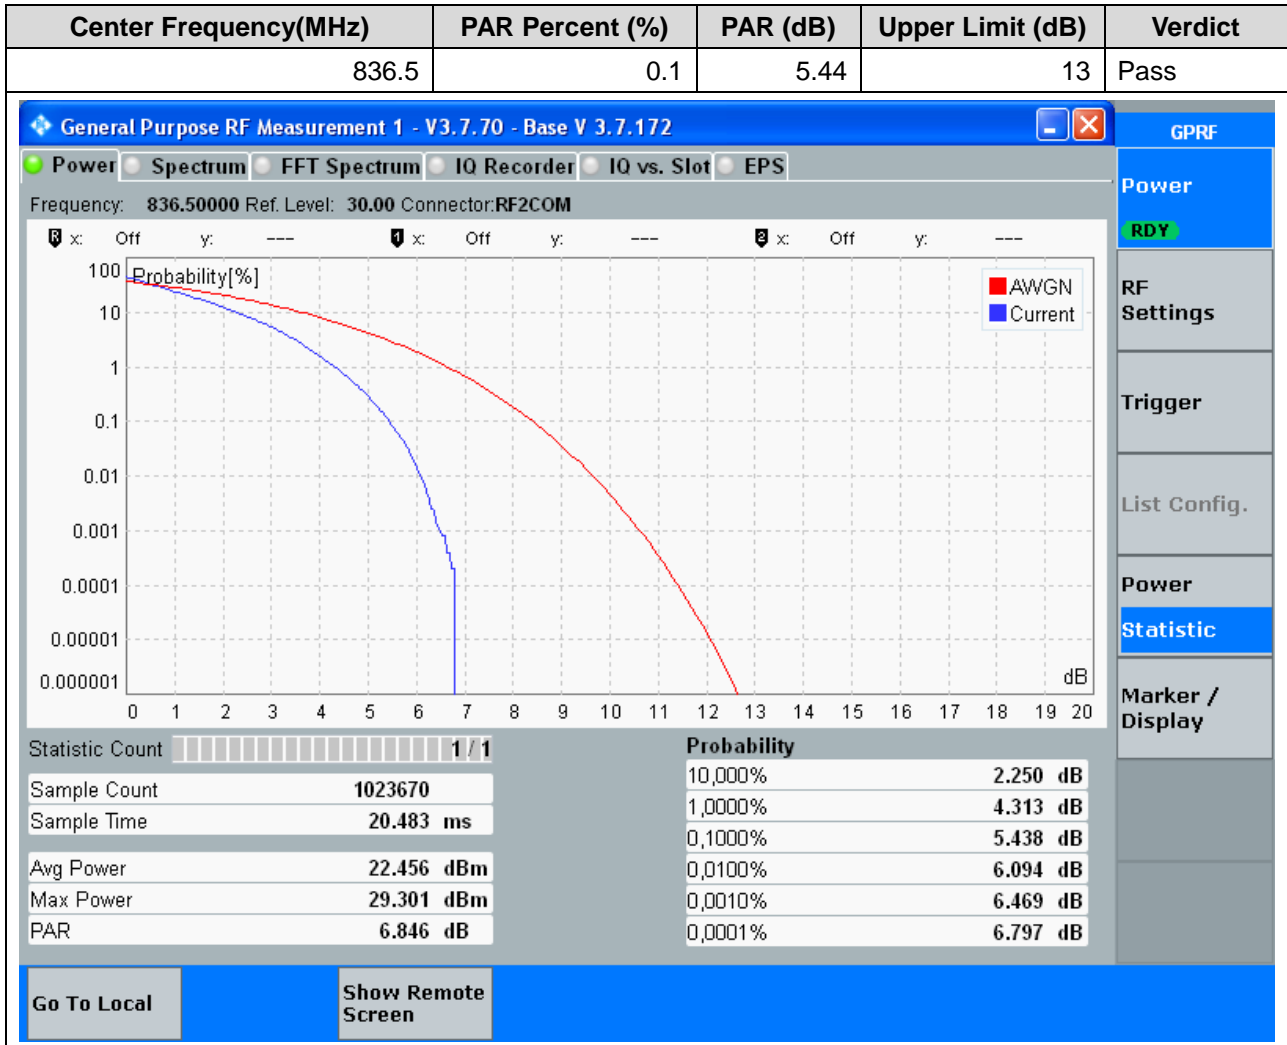 Center Frequency(MHz) PAR Percent (%) PAR (dB) Upper Limit (dB) Verdict
836.5 0.1 5.44 13 Pass
General Purpose RF Measurement 1 - V3.7.70 - Base V 3.7.172
GPRF
Power Spectrum FFT Spectrum IQ Recorder IQ vs. Slot EPS
Frequency: 836.50000 Ref. Level: 30.00 Connector:RF2COM
R x: Off y: --- 1 x: Off y: --- 2 x: Off y: ---
Probability[%]
AWGN
Current
100
10
1
0.1
0.01
0.001
0.0001
0.00001
0.000001
dB
0 1 2 3 4 5 6 7 8 9 10 11 12 13 14 15 16 17 18 19 20
Statistic Count 1 / 1
Sample Count 1023670
Sample Time 20.483 ms
Avg Power 22.456 dBm
Max Power 29.301 dBm
PAR 6.846 dB
Probability
10,000% 2.250 dB
1,0000% 4.313 dB
0,1000% 5.438 dB
0,0100% 6.094 dB
0,0010% 6.469 dB
0,0001% 6.797 dB
Power
RDY
RF
Settings
Trigger
List Config.
Power
Statistic
Marker /
Display
Go To Local
Show Remote
Screen